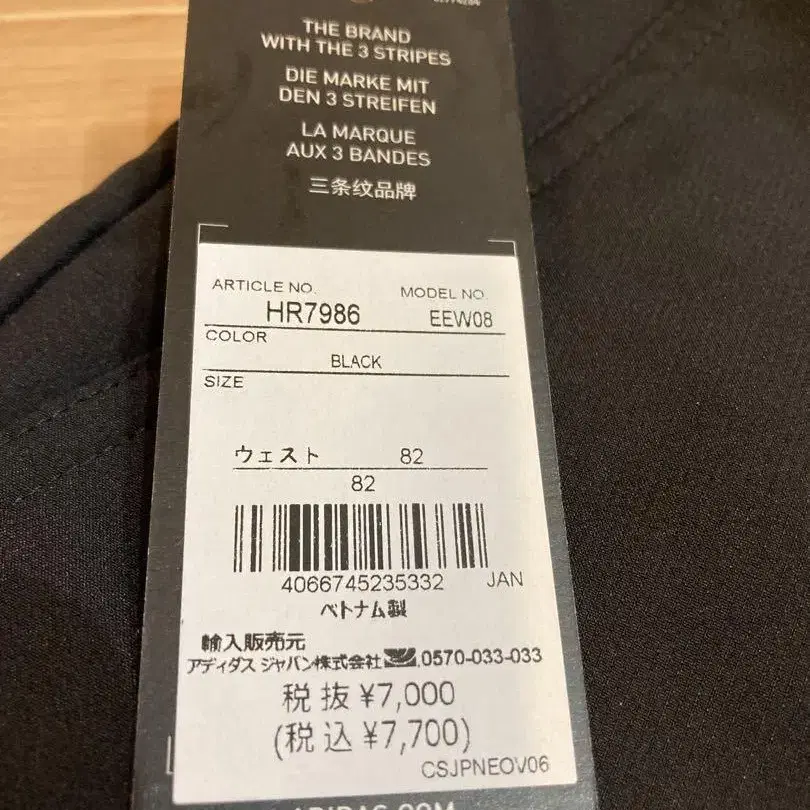 THE BRAND
WITH THE 3 STRIPES
DIE MARKE MIT
DEN 3 STREIFEN
LA MARQUE
AUX 3 BANDES
三条纹品牌
ARTICLE NO. MODEL NO.
HR7986 EEW08
COLOR
BLACK
SIZE
ウェスト 82
82
4066745235332 JAN
ベトナム製
輸入販売元
アディダス ジャパン株式会社 0570-033-033
税抜 ¥7,000
(税込 ¥7,700)
CSJPNEOV06